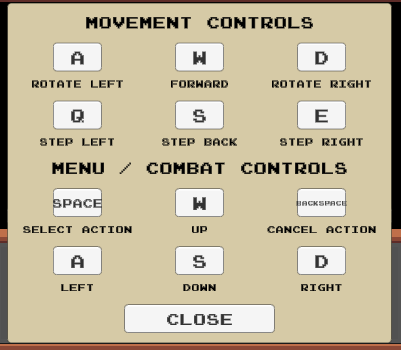 MOVEMENT CONTROLS
A W D
ROTATE LEFT FORWARD ROTATE RIGHT
Q S E
STEP LEFT STEP BACK STEP RIGHT
MENU / COMBAT CONTROLS
SPACE W BACKSPACE
SELECT ACTION UP CANCEL ACTION
A S D
LEFT DOWN RIGHT
CLOSE